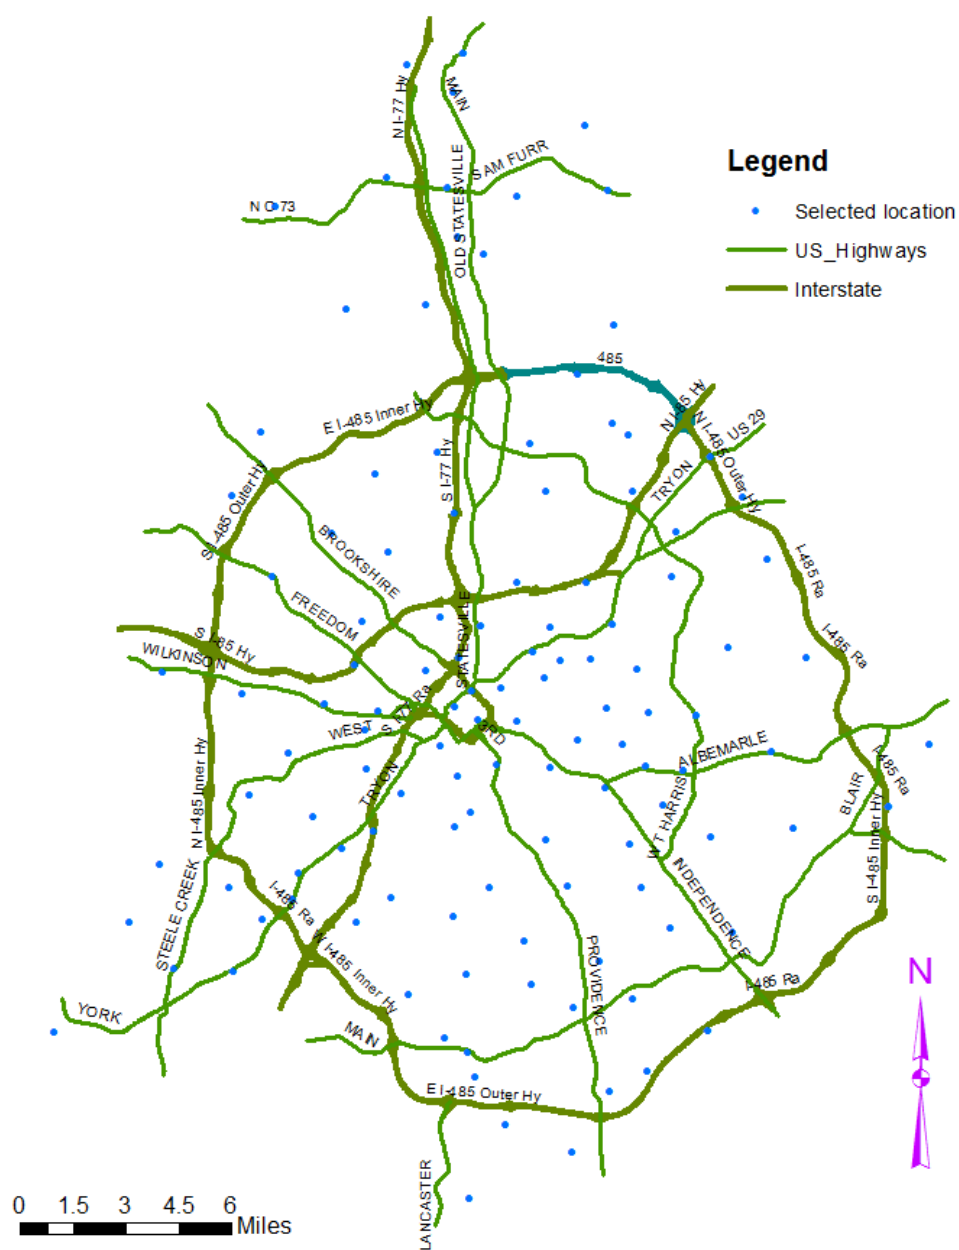 MAIN
N I-77 Hy
SAM FURR
OLD STATESVILLE
N C 73
Legend
Selected location
US_Highways
Interstate
485
N I-85 Hy
E I-485 Inner Hy
N I-485 Outer Hy
US 29
TRYON
S I-77 Hy
S I-485 Outer Hy
BROOKSHIRE
I-485 Ra
FREEDOM
STATESVILLE
S I-85 Hy
WILKINSON
I-485 Ra
S I-77 Ra
WEST
3RD
ALBEMARLE
I-485 Ra
N I-485 Inner Hy
TRYON
BLAIR
W T HARRIS
S I-485 Inner Hy
STEELE CREEK
I-485 Ra
INDEPENDENCE
W I-485 Inner Hy
PROVIDENCE
I-485 Ra
N
YORK
MAIN
E I-485 Outer Hy
LANCASTER
0 1.5 3 4.5 6
Miles